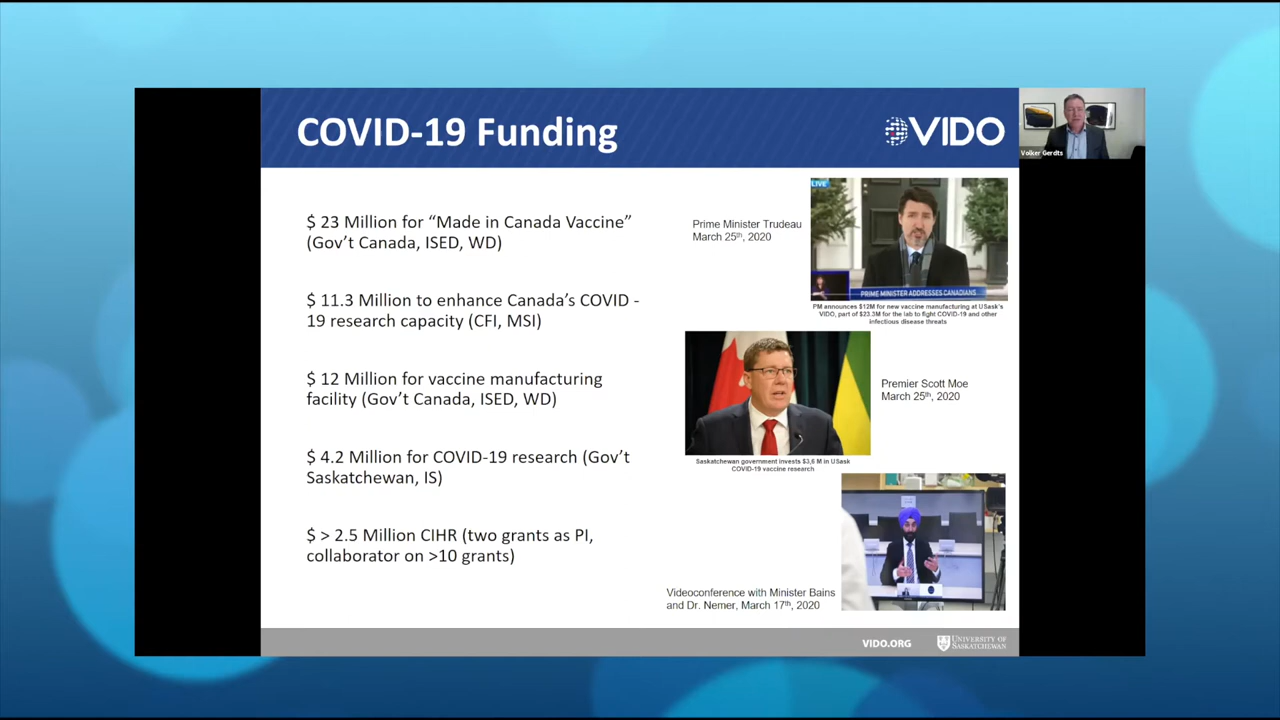 COVID-19 Funding
VIDO
Volker Gerdts
$ 23 Million for “Made in Canada Vaccine”
(Gov’t Canada, ISED, WD)
$ 11.3 Million to enhance Canada’s COVID -
19 research capacity (CFI, MSI)
$ 12 Million for vaccine manufacturing
facility (Gov’t Canada, ISED, WD)
$ 4.2 Million for COVID-19 research (Gov’t
Saskatchewan, IS)
$ > 2.5 Million CIHR (two grants as PI,
collaborator on >10 grants)
Prime Minister Trudeau
March 25th, 2020
LIVE
PRIME MINISTER ADDRESSES CANADIANS
PM announces $12M for new vaccine manufacturing at USask's
VIDO, part of $23.3M for the lab to fight COVID-19 and other
infectious disease threats
Premier Scott Moe
March 25th, 2020
Saskatchewan government invests $3,6 M in USask
COVID-19 vaccine research
Videoconference with Minister Bains
and Dr. Nemer, March 17th, 2020
VIDO.ORG
UNIVERSITY OF
SASKATCHEWAN